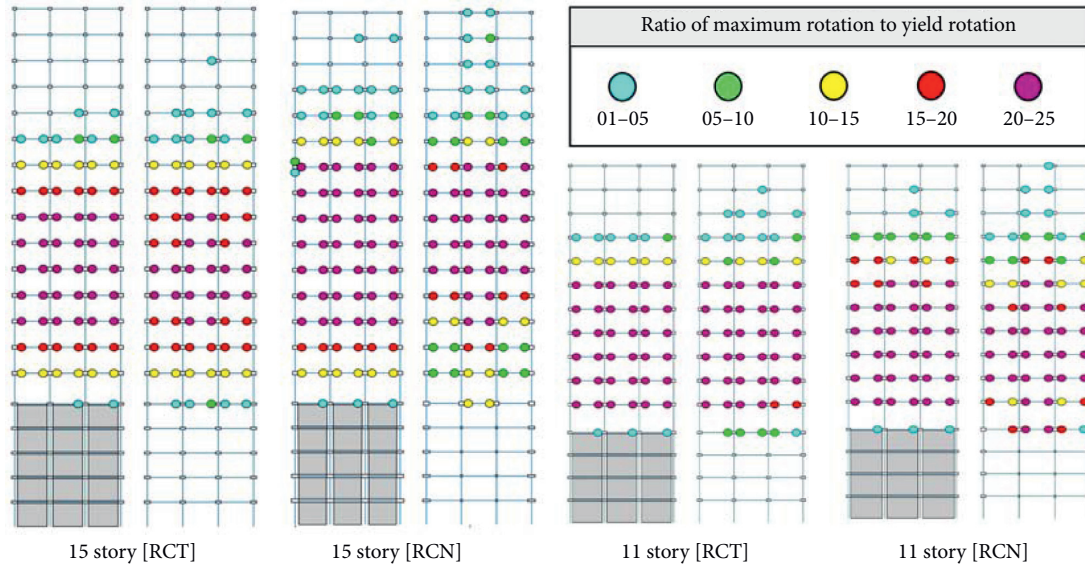 Ratio of maximum rotation to yield rotation
01–05 05–10 10–15 15–20 20–25
15 story [RCT] 15 story [RCN] 11 story [RCT] 11 story [RCN]